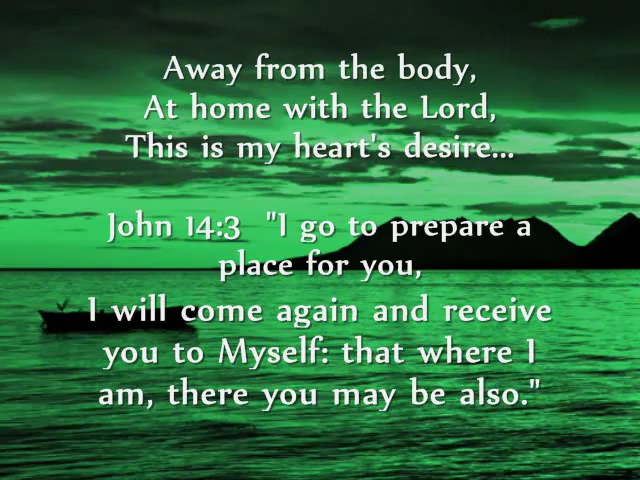 Away from the body,
At home with the Lord,
This is my heart's desire...
John 14:3 "I go to prepare a
place for you,
I will come again and receive
you to Myself: that where I
am, there you may be also."